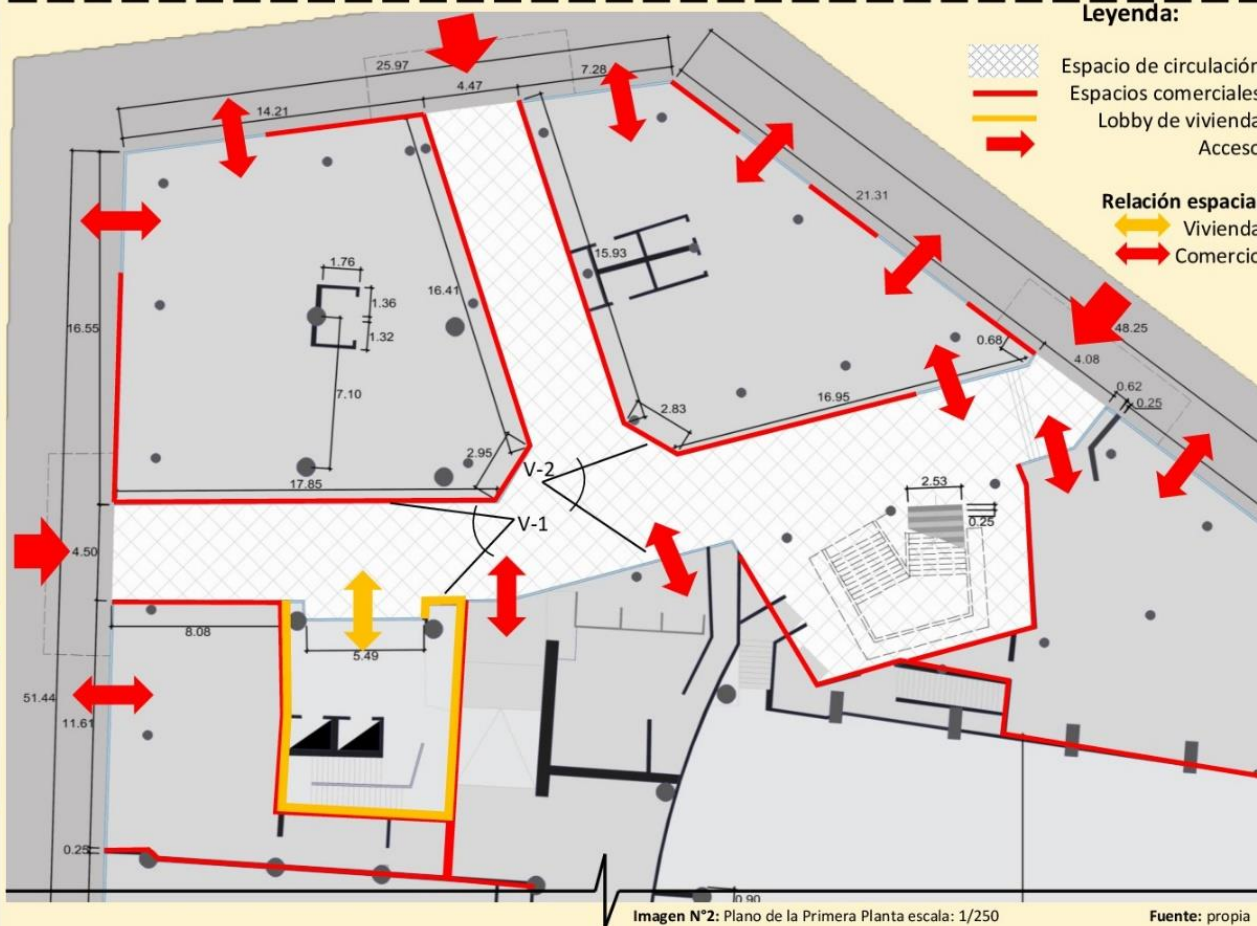 Leyenda:
Espacio de circulación
Espacios comerciales
Lobby de vivienda
Acceso
Relación espacial
Vivienda
Comercio
25.97
4.47
7.28
14.21
21.31
15.93
1.76
16.41
1.36
1.32
16.55
48.25
0.68
4.08
7.10
0.62
0.25
2.83
16.95
2.95
V-2
17.85
2.53
V-1
0.25
4.50
8.08
5.49
51.44
11.61
0.25
0.90
Imagen N°2: Plano de la Primera Planta escala: 1/250
Fuente: propia